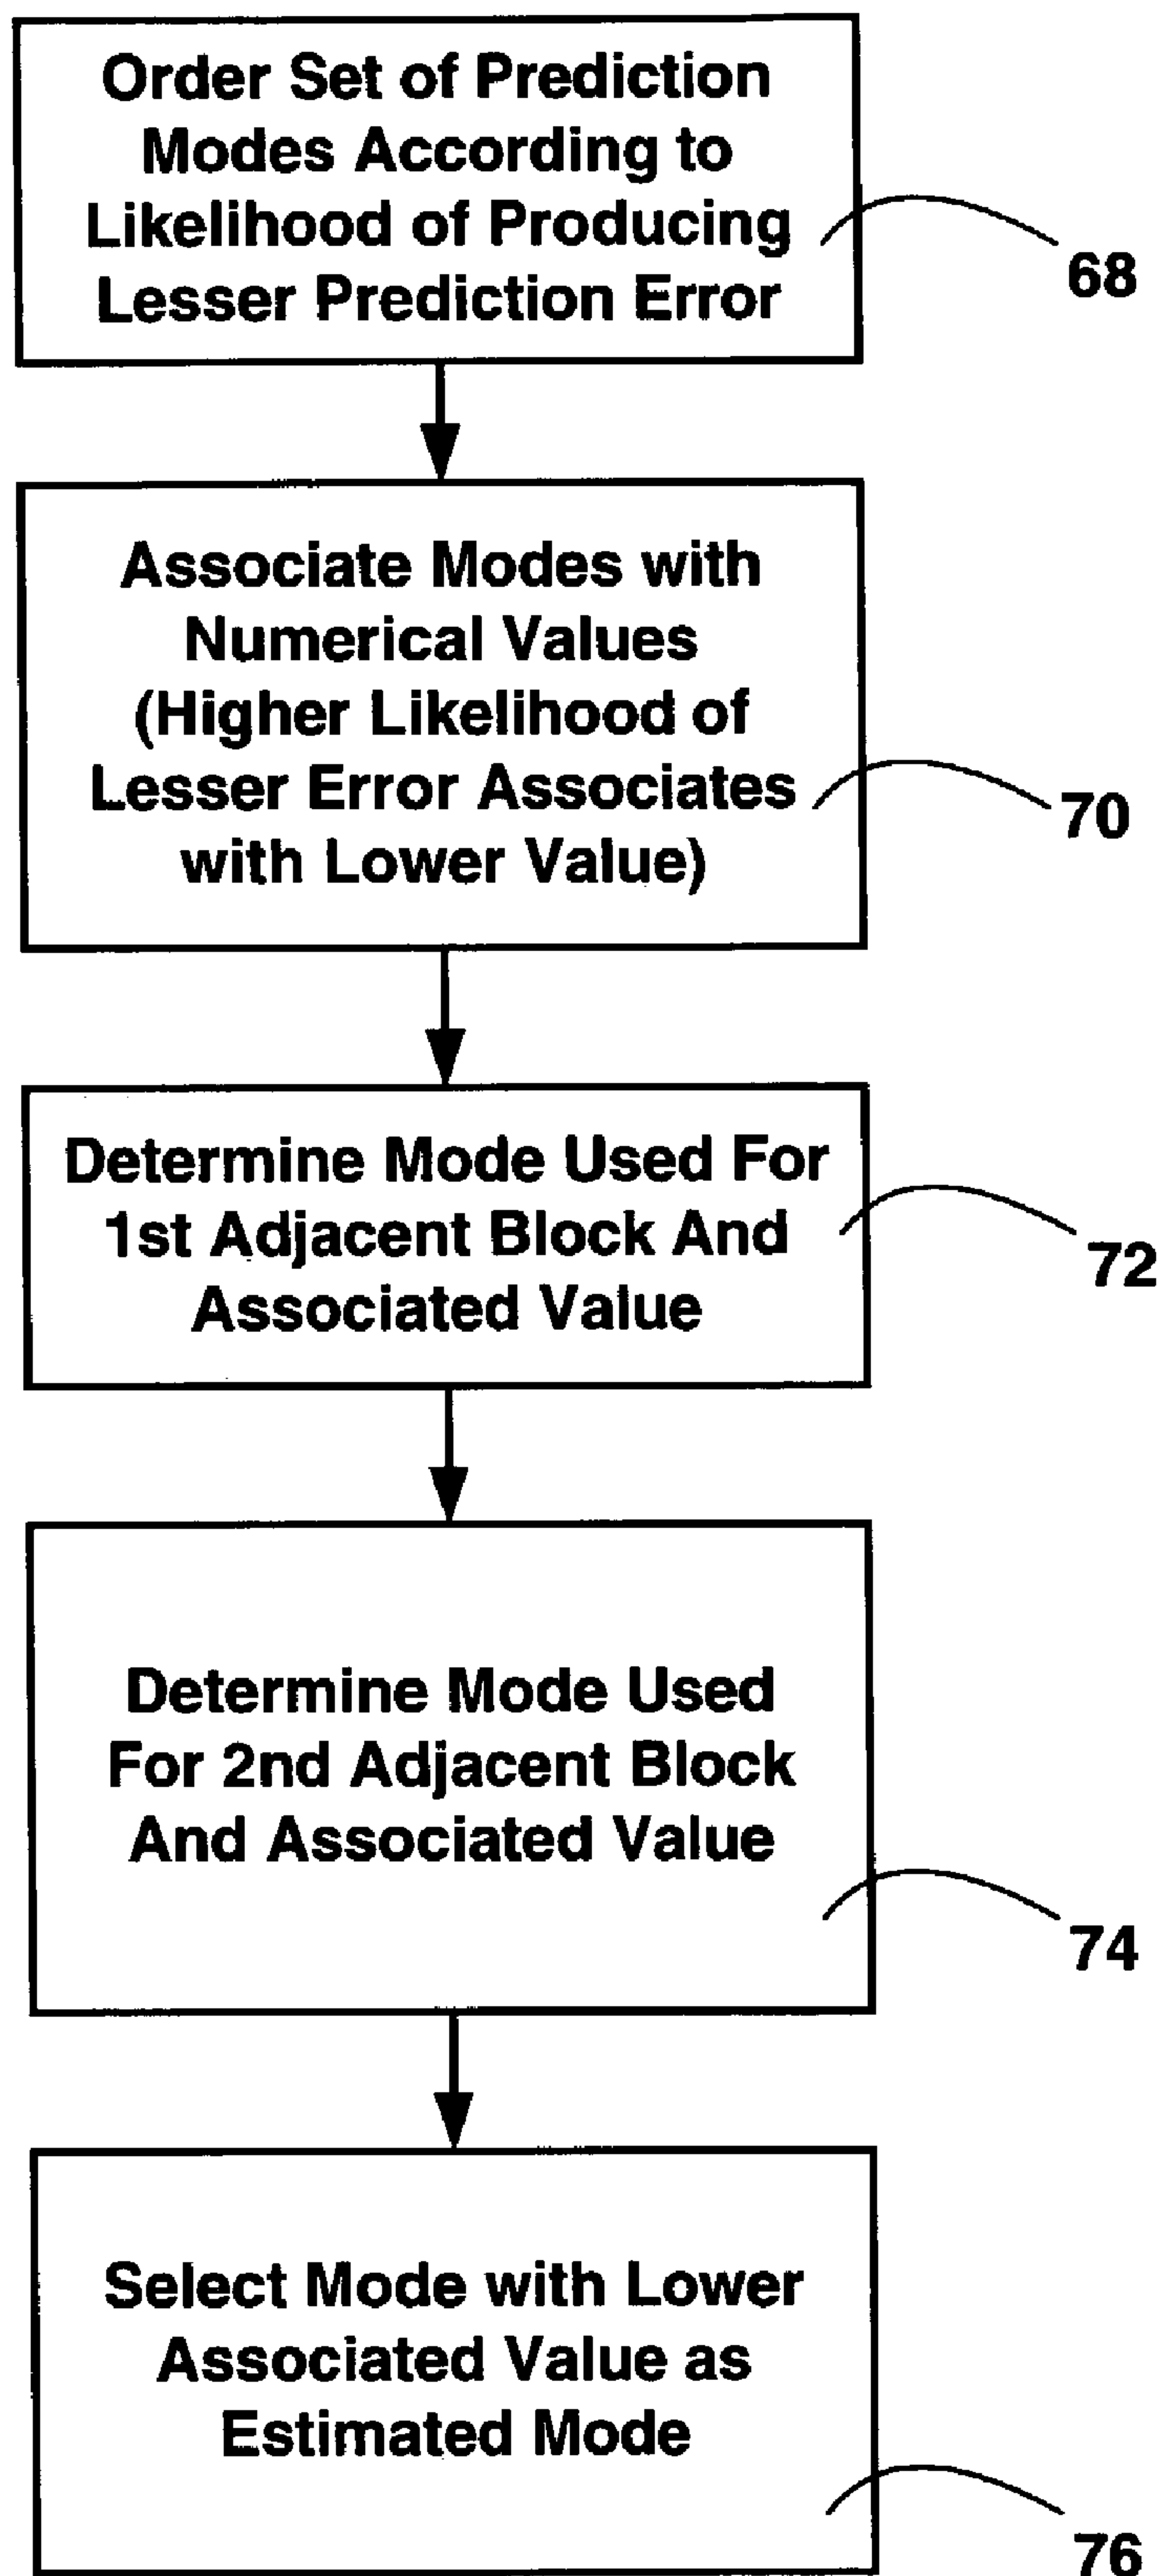 Order Set of Prediction
Modes According to
Likelihood of Producing
Lesser Prediction Error
68
Associate Modes with
Numerical Values
(Higher Likelihood of
Lesser Error Associates
with Lower Value)
70
Determine Mode Used For
1st Adjacent Block And
Associated Value
72
Determine Mode Used
For 2nd Adjacent Block
And Associated Value
74
Select Mode with Lower
Associated Value as
Estimated Mode
76